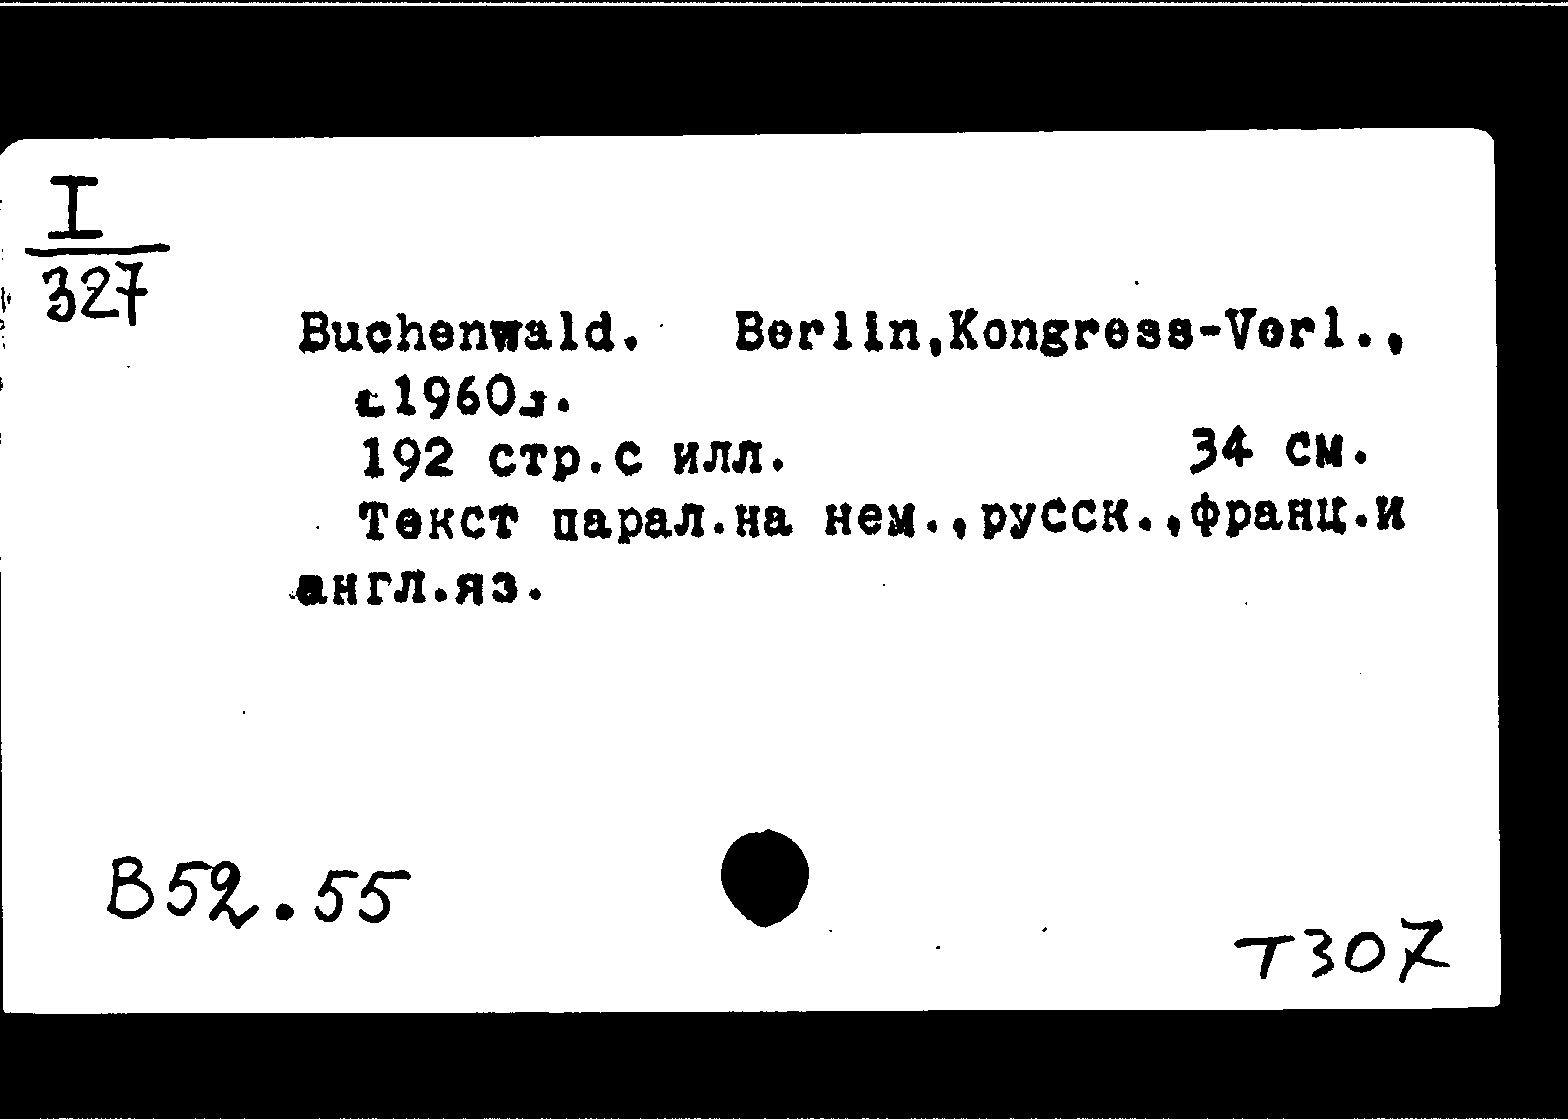 I
327
Buchenwald. Berlin,Kongress-Verl.,
[1960].
192 стр.с илл. 34 см.
Текст парал.на нем.,русск.,франц.и
англ.яз.
B52.55
T307